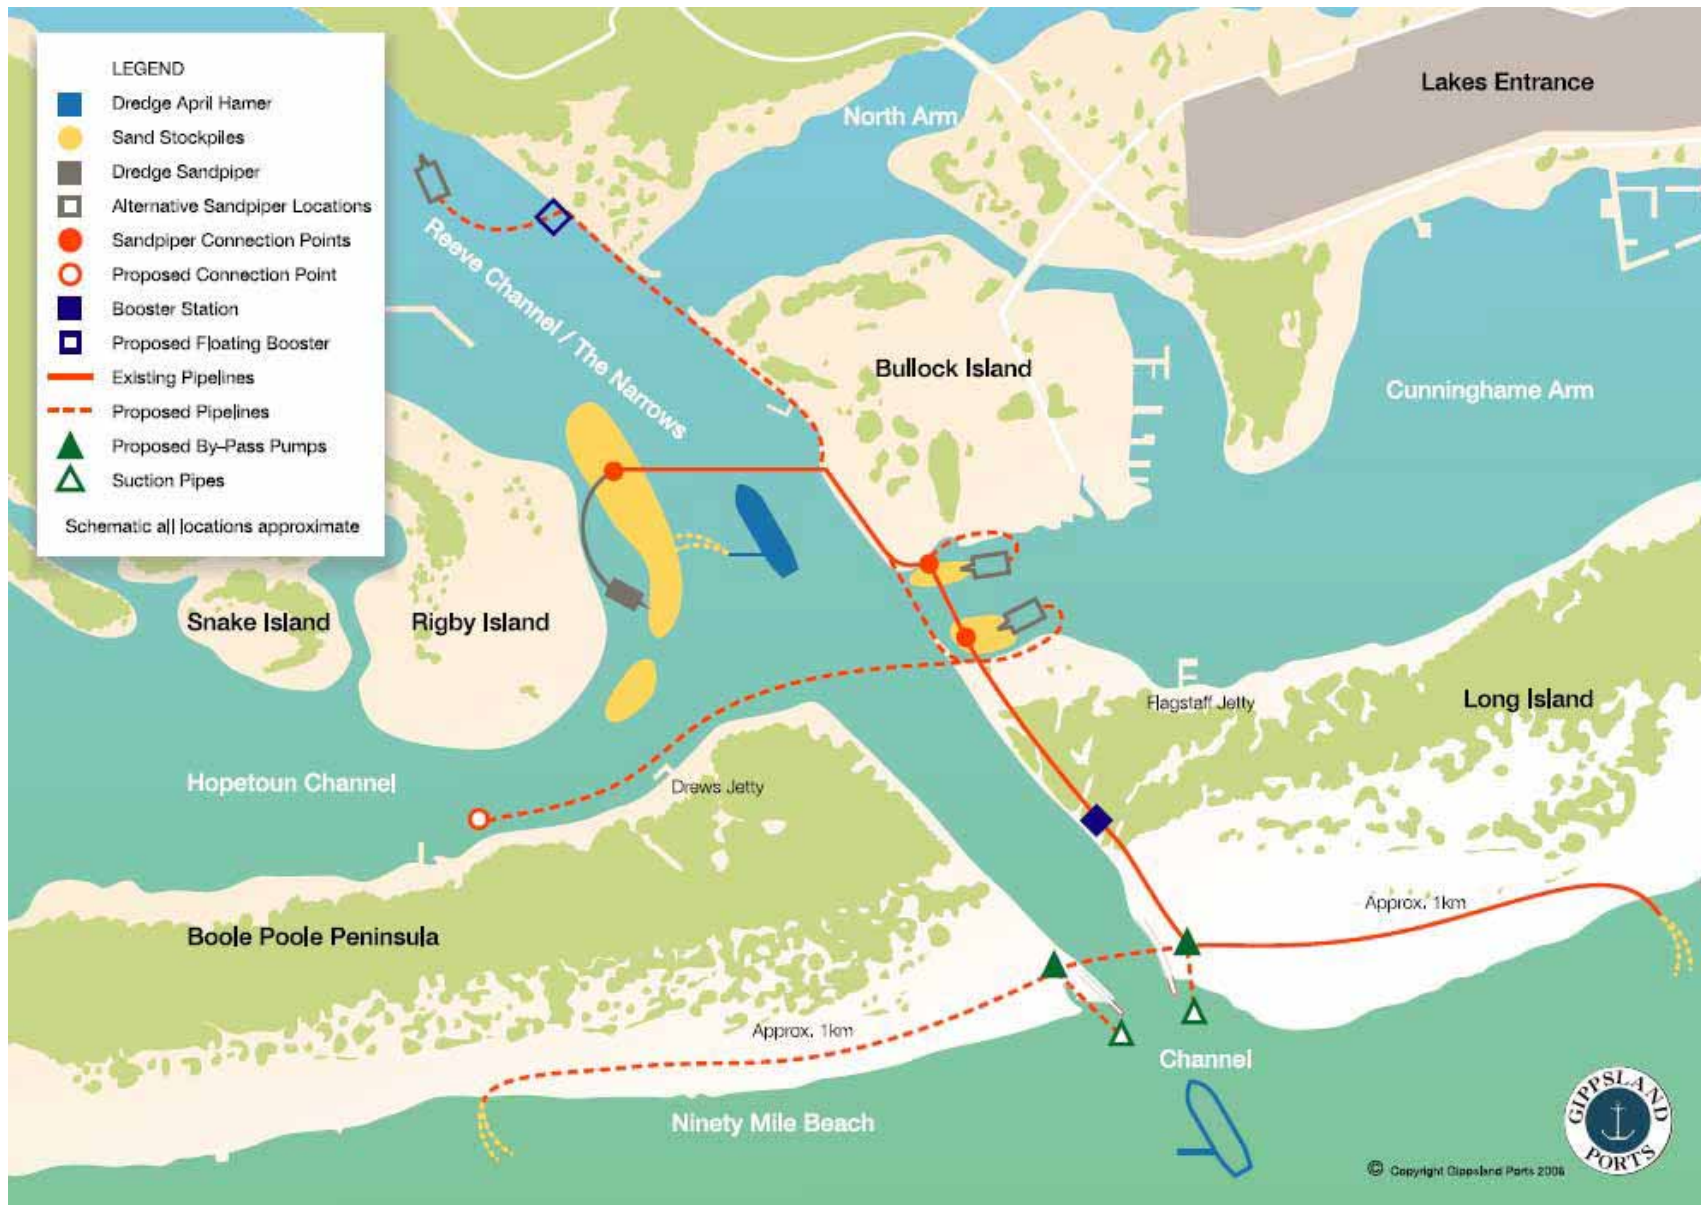 LEGEND
Dredge April Hamer
Sand Stockpiles
Dredge Sandpiper
Alternative Sandpiper Locations
Sandpiper Connection Points
Proposed Connection Point
Booster Station
Proposed Floating Booster
Existing Pipelines
Proposed Pipelines
Proposed By-Pass Pumps
Suction Pipes
Schematic all locations approximate
Lakes Entrance
North Arm
Reeve Channel / The Narrows
Bullock Island
Cunninghame Arm
Snake Island
Rigby Island
Flagstaff Jetty
Long Island
Hopetoun Channel
Drews Jetty
Approx. 1km
Boole Poole Peninsula
Approx. 1km
Channel
Ninety Mile Beach
GIPPSLAND
PORTS
© Copyright Gippsland Ports 2006